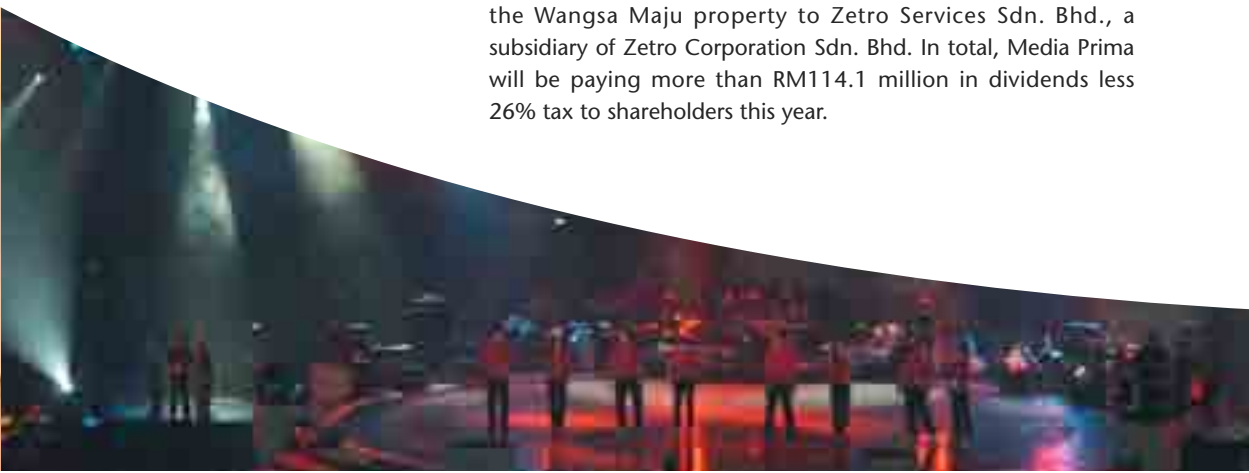 the Wangsa Maju property to Zetro Services Sdn. Bhd., a
subsidiary of Zetro Corporation Sdn. Bhd. In total, Media Prima
will be paying more than RM114.1 million in dividends less
26% tax to shareholders this year.